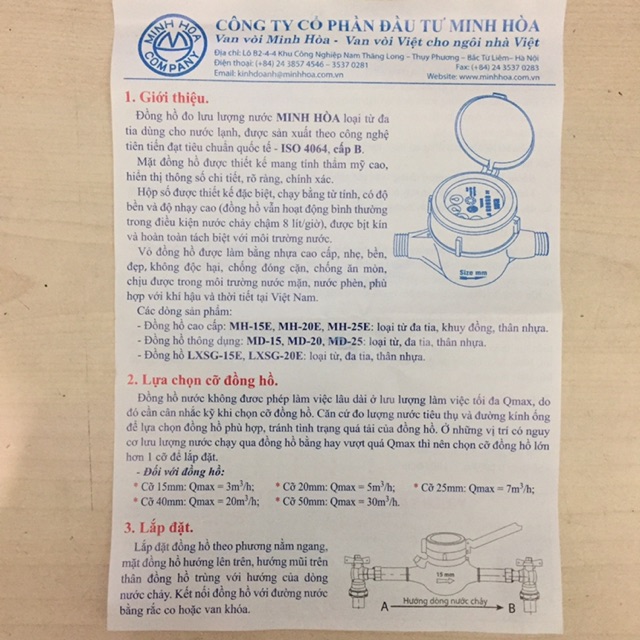 MINH HOA
COMPANY
CÔNG TY CỔ PHẦN ĐẦU TƯ MINH HÒA
Van vòi Minh Hòa - Van vòi Việt cho ngôi nhà Việt
Địa chỉ: Lô B2-4-4 Khu Công Nghiệp Nam Thăng Long – Thụy Phương – Bắc Từ Liêm– Hà Nội
Điện thoại: (+84) 24 3857 4546 – 3537 0281 Fax: (+84) 24 3537 0283
Email: kinhdoanh@minhhoa.com.vn Website: www.minhhoa.com.vn
1. Giới thiệu.
Đồng hồ đo lưu lượng nước MINH HÒA loại từ đa
tia dùng cho nước lạnh, được sản xuất theo công nghệ
tiên tiến đạt tiêu chuẩn quốc tế - ISO 4064, cấp B.
Mặt đồng hồ được thiết kế mang tính thẩm mỹ cao,
hiển thị thông số chi tiết, rõ ràng, chính xác.
Hộp số được thiết kế đặc biệt, chạy bằng từ tính, có độ
bền và độ nhạy cao (đồng hồ vẫn hoạt động bình thường
trong điều kiện nước chảy chậm 8 lít/giờ), được bịt kín
và hoàn toàn tách biệt với môi trường nước.
Vỏ đồng hồ được làm bằng nhựa cao cấp, nhẹ, bền,
đẹp, không độc hại, chống đóng cặn, chống ăn mòn,
chịu được trong môi trường nước mặn, nước phèn, phù
hợp với khí hậu và thời tiết tại Việt Nam.
Size mm
Các dòng sản phẩm:
- Đồng hồ cao cấp: MH-15E, MH-20E, MH-25E: loại từ đa tia, khuy đồng, thân nhựa.
- Đồng hồ thông dụng: MD-15, MD-20, MD-25: loại từ, đa tia, thân nhựa.
- Đồng hồ LXSG-15E, LXSG-20E: loại từ, đa tia, thân nhựa.
2. Lựa chọn cỡ đồng hồ.
Đồng hồ nước không đươc phép làm việc lâu dài ở lưu lượng làm việc tối đa Qmax, do
đó cần cân nhắc kỹ khi chọn cỡ đồng hồ. Căn cứ đo lượng nước tiêu thụ và đường kính ống
để lựa chọn đồng hồ phù hợp, tránh tình trạng quá tải của đồng hồ. Ở những vị trí có nguy
cơ lưu lượng nước chạy qua đồng hồ bằng hay vượt quá Qmax thì nên chọn cỡ đồng hồ lớn
hơn 1 cỡ để lắp đặt.
- Đối với đồng hồ:
* Cỡ 15mm: Qmax = 3m³/h; * Cỡ 20mm: Qmax = 5m³/h; * Cỡ 25mm: Qmax = 7m³/h;
* Cỡ 40mm: Qmax = 20m³/h; * Cỡ 50mm: Qmax = 30m³/h.
3. Lắp đặt.
Lắp đặt đồng hồ theo phương nằm ngang,
mặt đồng hồ hướng lên trên, hướng mũi trên
thân đồng hồ trùng với hướng của dòng
nước chảy. Kết nối đồng hồ với đường nước
bằng rắc co hoặc van khóa.
15 mm
Hướng dòng nước chảy
A B